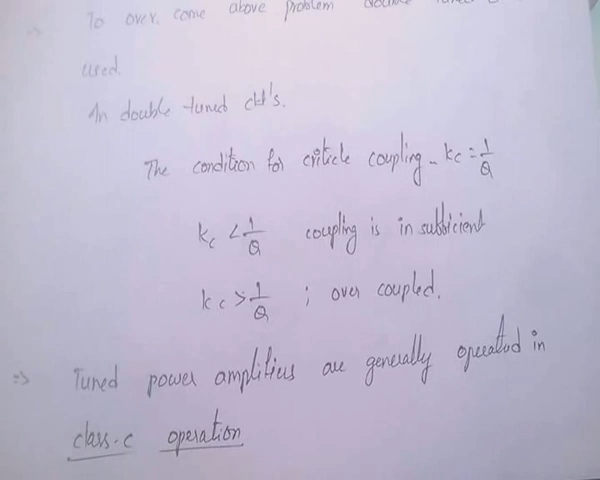 ⇒ To over. come above problem
used.
In double tuned ckt's.
The condition for criticle coupling - kc = 1/Q
kc < 1/Q coupling is in sufficient
kc > 1/Q ; over coupled.
⇒ Tuned power amplifiers are generally operated in
class-c operation